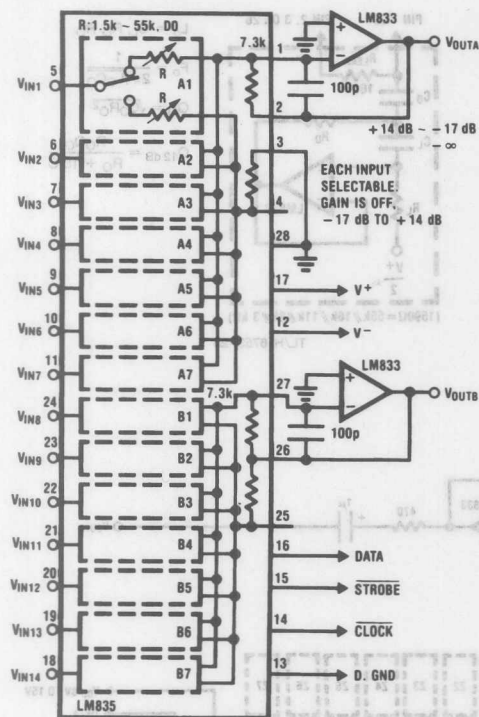 R:1.5k ~ 55k, DO
VIN1
5
R
A1
R
7.3k
1
LM833
VOUTA
100p
2
+14 dB – –17 dB
– –∞
VIN2
6
A2
3
VIN3
7
A3
4
EACH INPUT
SELECTABLE.
GAIN IS OFF.
–17 dB TO +14 dB
VIN4
8
A4
28
VIN5
9
A5
17
V+
VIN6
10
A6
12
V–
VIN7
11
A7
LM833
VIN8
24
B1
7.3k
27
VOUTB
100p
VIN9
23
B2
26
VIN10
22
B3
VIN11
21
B4
25
16
DATA
VIN12
20
B5
15
STROBE
VIN13
19
B6
14
CLOCK
VIN14
18
B7
13
D. GND
LM835